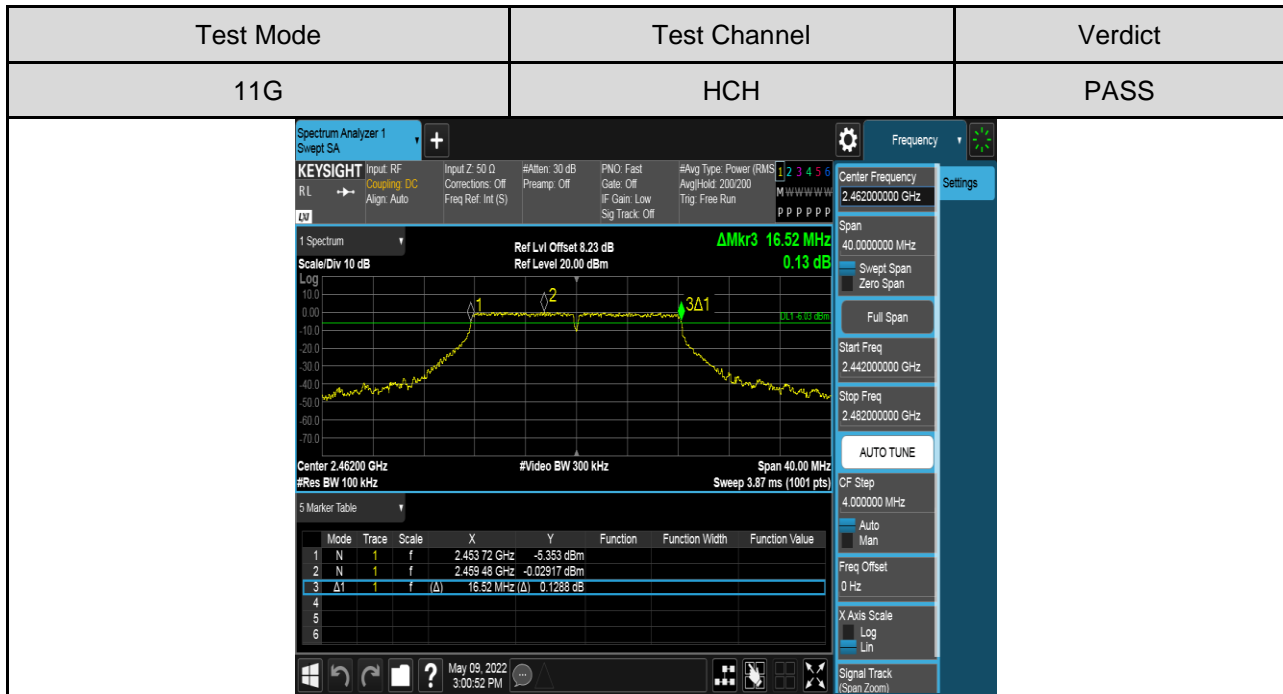 Test Mode Test Channel Verdict
11G HCH PASS
Spectrum Analyzer 1
Swept SA
+
Frequency
KEYSIGHT
RL
LXI
Input: RF
Coupling: DC
Align: Auto
Input Z: 50 Ω
Corrections: Off
Freq Ref: Int (S)
#Atten: 30 dB
Preamp: Off
PNO: Fast
Gate: Off
IF Gain: Low
Sig Track: Off
#Avg Type: Power (RMS
Avg|Hold: 200/200
Trig: Free Run
1 2 3 4 5 6
M W W W W W
P P P P P P
1 Spectrum
Scale/Div 10 dB
Ref Lvl Offset 8.23 dB
Ref Level 20.00 dBm
ΔMkr3 16.52 MHz
0.13 dB
Log
10.0
0.00
-10.0
-20.0
-30.0
-40.0
-50.0
-60.0
-70.0
1
2
3Δ1
DL1 -6.03 dBm
Center 2.46200 GHz #Video BW 300 kHz Span 40.00 MHz
#Res BW 100 kHz Sweep 3.87 ms (1001 pts)
5 Marker Table
Mode Trace Scale X Y Function Function Width Function Value
1 N 1 f 2.453 72 GHz -5.353 dBm
2 N 1 f 2.459 48 GHz -0.02917 dBm
3 Δ1 1 f (Δ) 16.52 MHz (Δ) 0.1288 dB
4
5
6
?
May 09, 2022
3:00:52 PM
Settings
Center Frequency
2.462000000 GHz
Span
40.0000000 MHz
Swept Span
Zero Span
Full Span
Start Freq
2.442000000 GHz
Stop Freq
2.482000000 GHz
AUTO TUNE
CF Step
4.000000 MHz
Auto
Man
Freq Offset
0 Hz
X Axis Scale
Log
Lin
Signal Track
(Span Zoom)